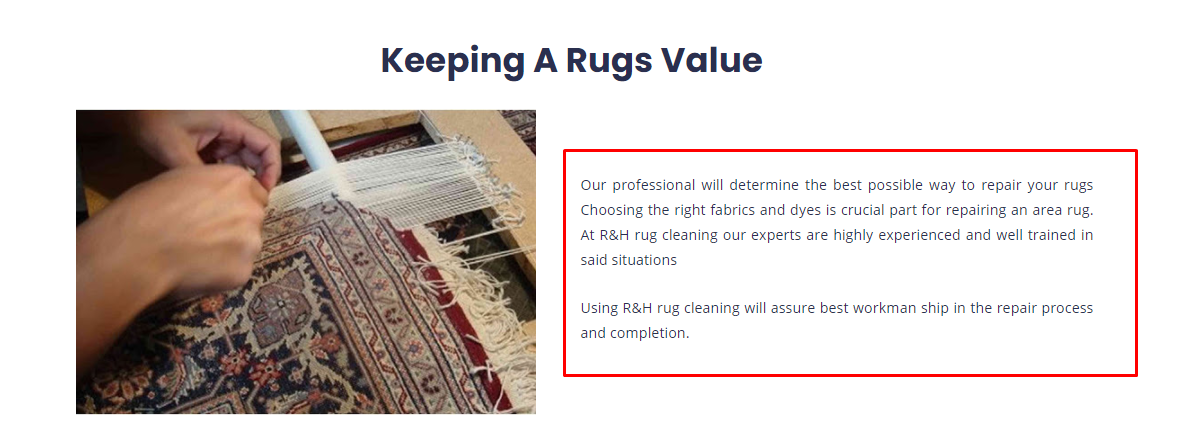 Keeping A Rugs Value
Our professional will determine the best possible way to repair your rugs
Choosing the right fabrics and dyes is crucial part for repairing an area rug.
At R&H rug cleaning our experts are highly experienced and well trained in
said situations
Using R&H rug cleaning will assure best workman ship in the repair process
and completion.